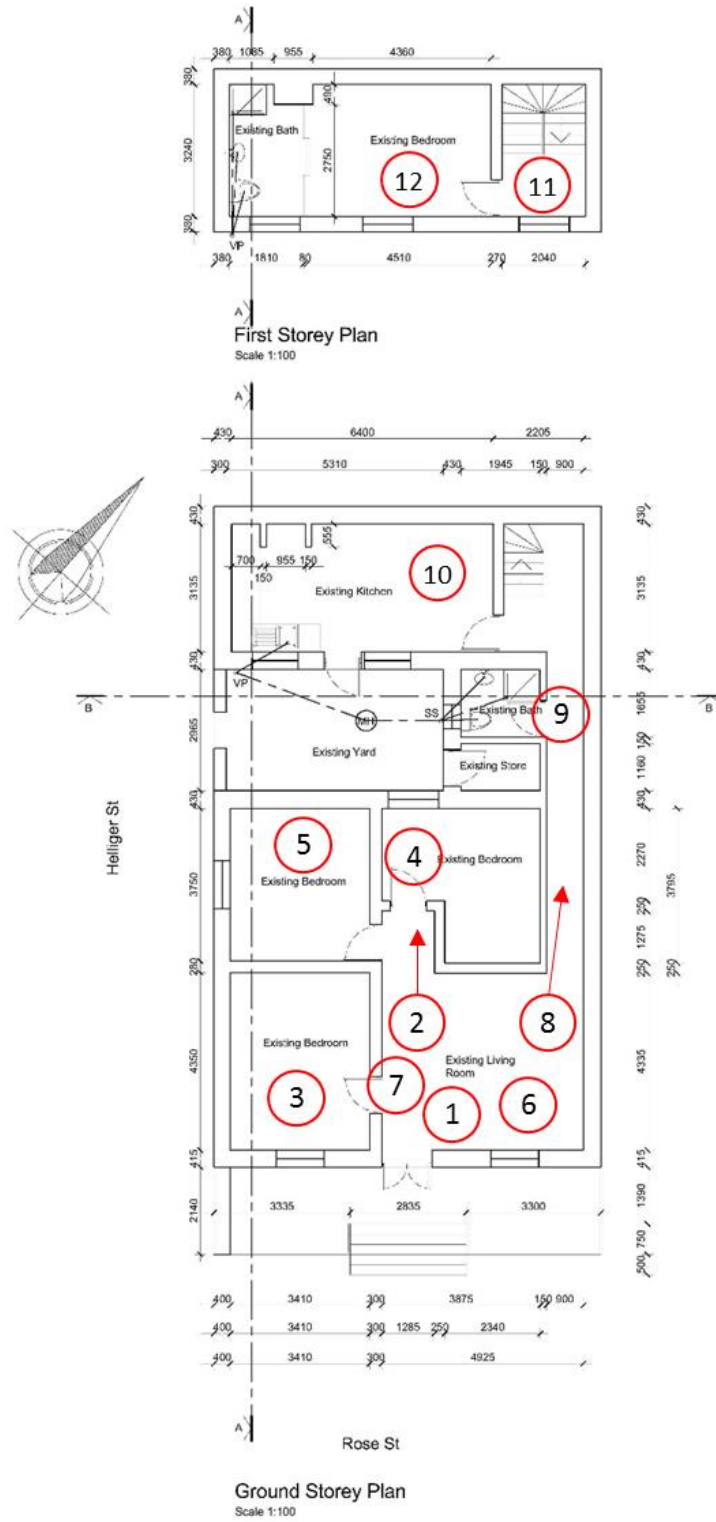 A
380 1085 955 4360
380
3240
380
490
2750
Existing Bath
Existing Bedroom
12
11
VIP
380 1810 80 4510 270 2040
A
First Storey Plan
Scale 1:100
A
430 6400 2205
300 5310 430 1945 150 900
430
3135
430
2965
430
3750
280
4350
415
2140
555
700 955 150
150
10
Existing Kitchen
VP
MH
SS
B
B
Existing Bath
9
Existing Yard
Existing Store
Helliger St
5
4
Existing Bedroom
Existing Bedroom
2
8
Existing Bedroom
Existing Living
Room
7
3
1
6
430
3135
430
1655
150
1160
430
2270
250
1275
250
3795
250
4335
415
1390
750
500
3335 2835 3300
400 3410 300 3875 150 900
400 3410 300 1285 250 2340
400 3410 300 4925
A
Rose St
Ground Storey Plan
Scale 1:100